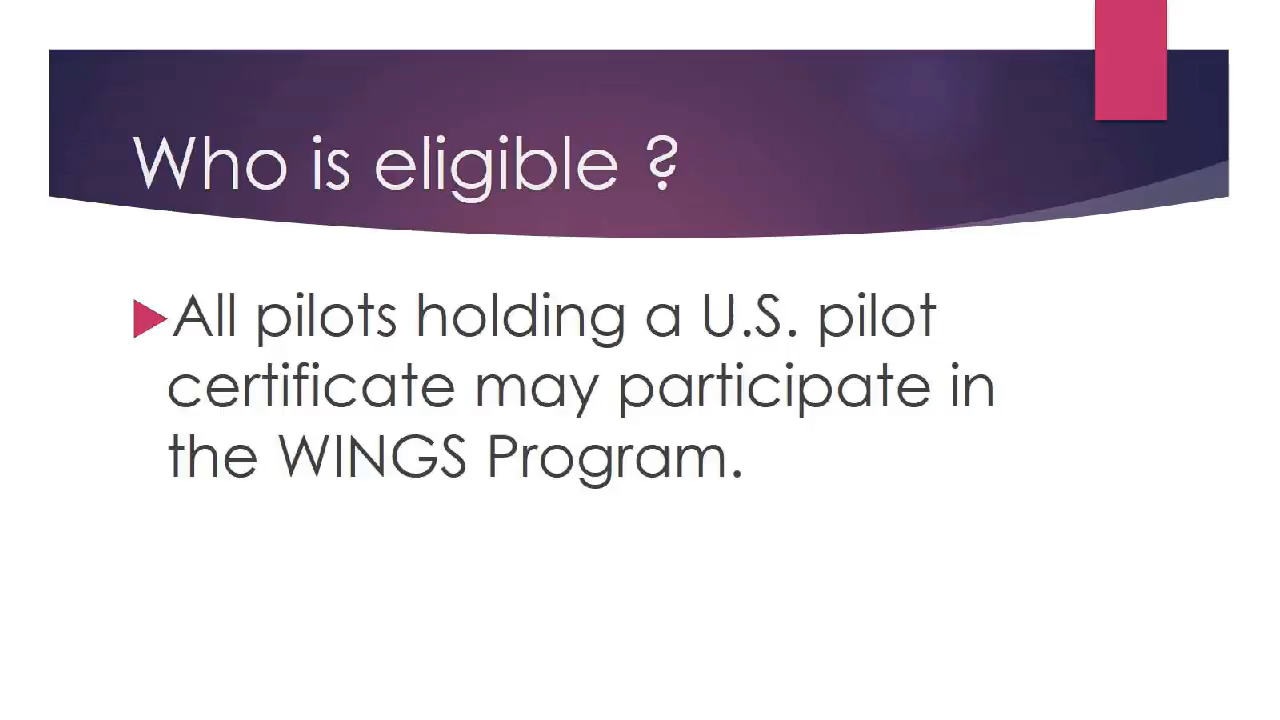 Who is eligible ?
All pilots holding a U.S. pilot
certificate may participate in
the WINGS Program.